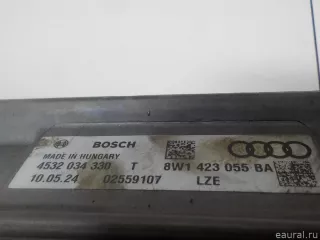 BOSCH
MADE IN HUNGARY
4532 034 330 T 8W1 423 055 BA
10.05.24 02559107 LZE
eaural.ru